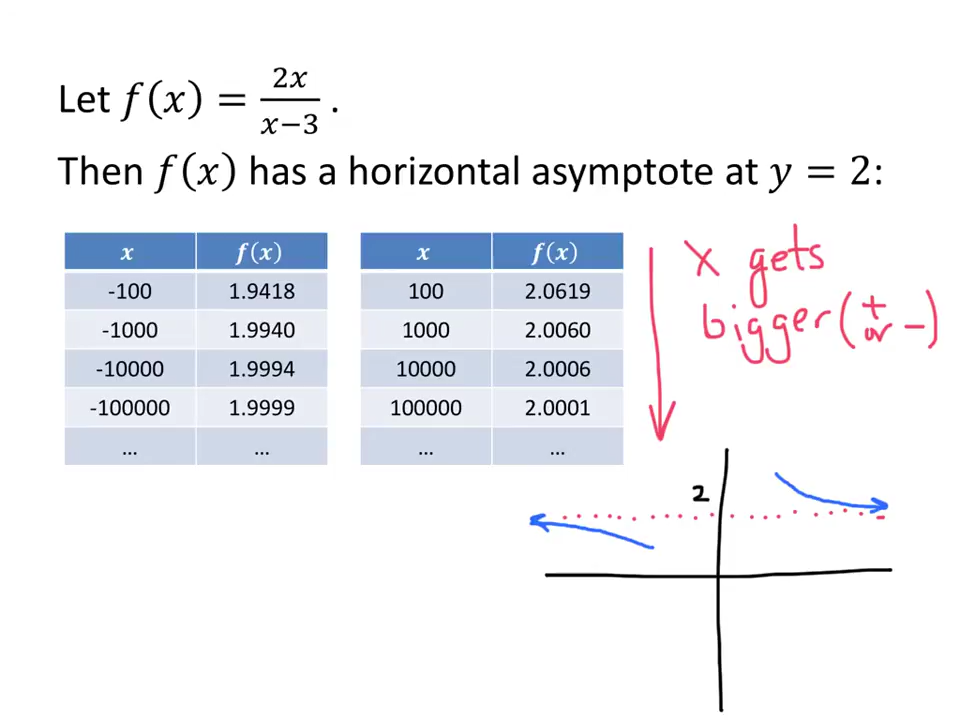 Let f(x) = 2x/x−3 .
Then f(x) has a horizontal asymptote at y = 2:
x f(x)
-100 1.9418
-1000 1.9940
-10000 1.9994
-100000 1.9999
... ...
x f(x)
100 2.0619
1000 2.0060
10000 2.0006
100000 2.0001
... ...
x gets
bigger (+ or -)
2